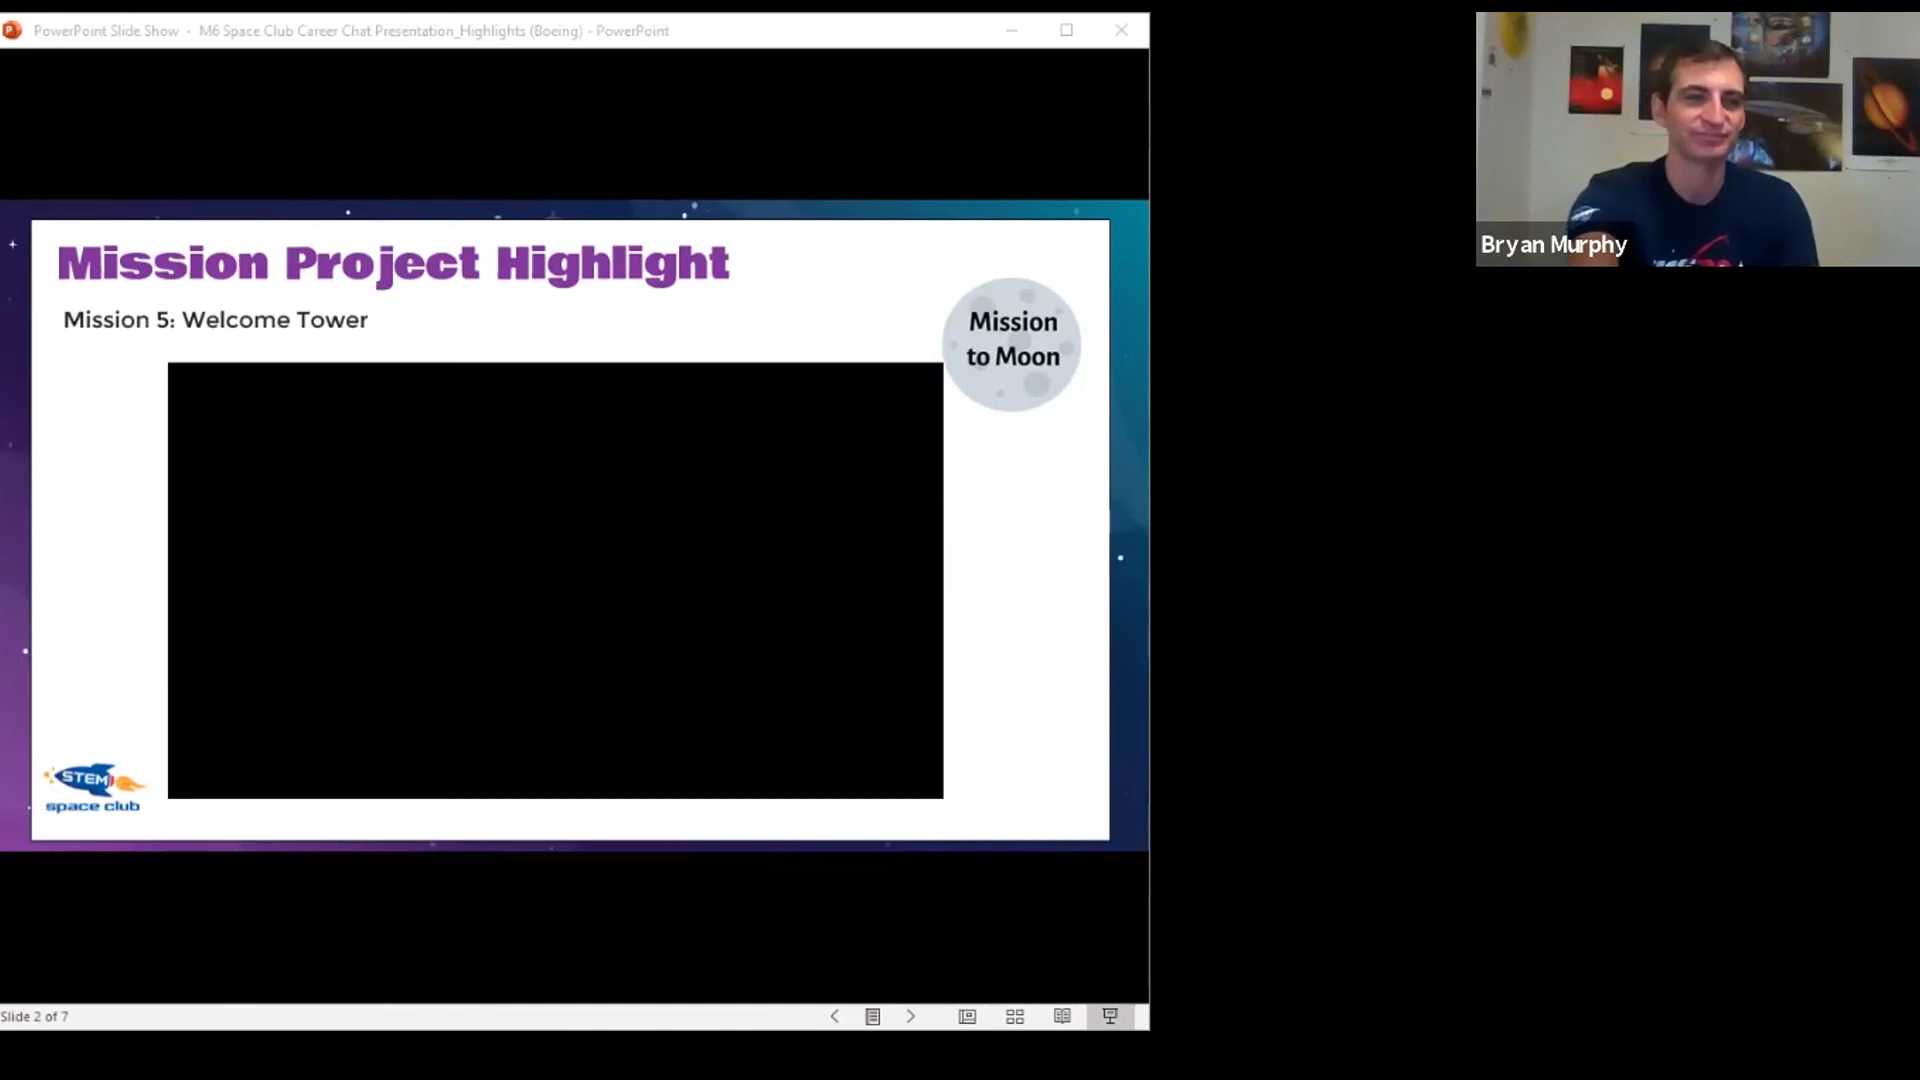 PowerPoint Slide Show - M6 Space Club Career Chat Presentation_Highlights (Boeing) - PowerPoint
Bryan Murphy
Mission Project Highlight
Mission 5: Welcome Tower
Mission
to Moon
STEM
space club
Slide 2 of 7